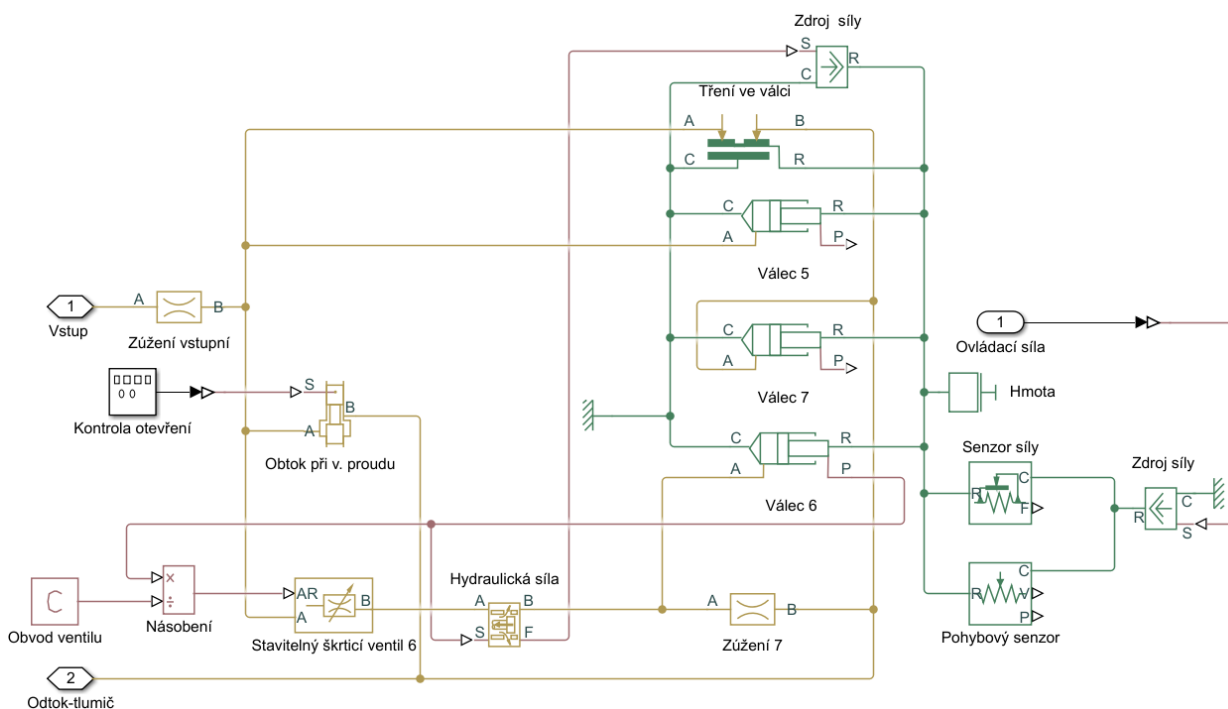 Zdroj síly
S
C
R
Tření ve válci
A
B
C
R
C
R
A
P
Válec 5
1
Vstup
A
B
Zúžení vstupní
C
R
A
P
Válec 7
1
Ovládací síla
Kontrola otevření
S
B
A
Obtok při v. proudu
Hmota
C
R
A
P
Válec 6
Senzor síly
R
C
F
Zdroj síly
R
C
S
C
Obvod ventilu
x
÷
Násobení
AR
A
B
Stavitelný škrticí ventil 6
Hydraulická síla
A
B
S
F
A
B
Zúžení 7
R
C
V
P
Pohybový senzor
2
Odtok-tlumič